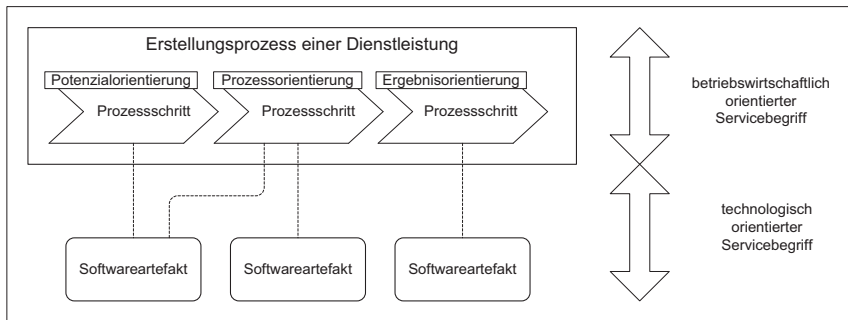 Erstellungsprozess einer Dienstleistung
Potenzialorientierung
Prozessorientierung
Ergebnisorientierung
Prozessschritt
Prozessschritt
Prozessschritt
betriebswirtschaftlich
orientierter
Servicebegriff
Softwareartefakt
Softwareartefakt
Softwareartefakt
technologisch
orientierter
Servicebegriff